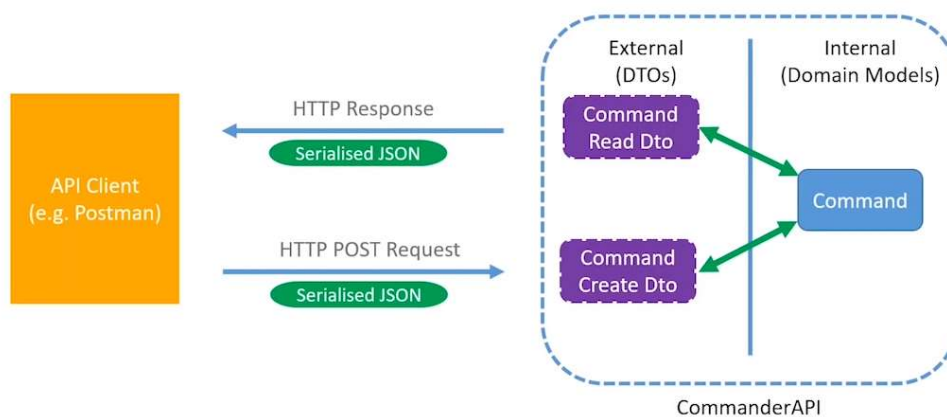 External
(DTOs)
Internal
(Domain Models)
HTTP Response
Serialised JSON
Command
Read Dto
API Client
(e.g. Postman)
Command
HTTP POST Request
Serialised JSON
Command
Create Dto
CommanderAPI